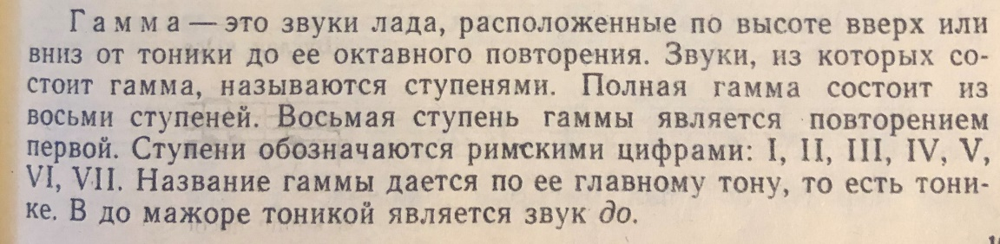 Гамма — это звуки лада, расположенные по высоте вверх или
вниз от тоники до ее октавного повторения. Звуки, из которых со-
стоит гамма, называются ступенями. Полная гамма состоит из
восьми ступеней. Восьмая ступень гаммы является повторением
первой. Ступени обозначаются римскими цифрами: I, II, III, IV, V,
VI, VII. Название гаммы дается по ее главному тону, то есть тони-
ке. В до мажоре тоникой является звук до.